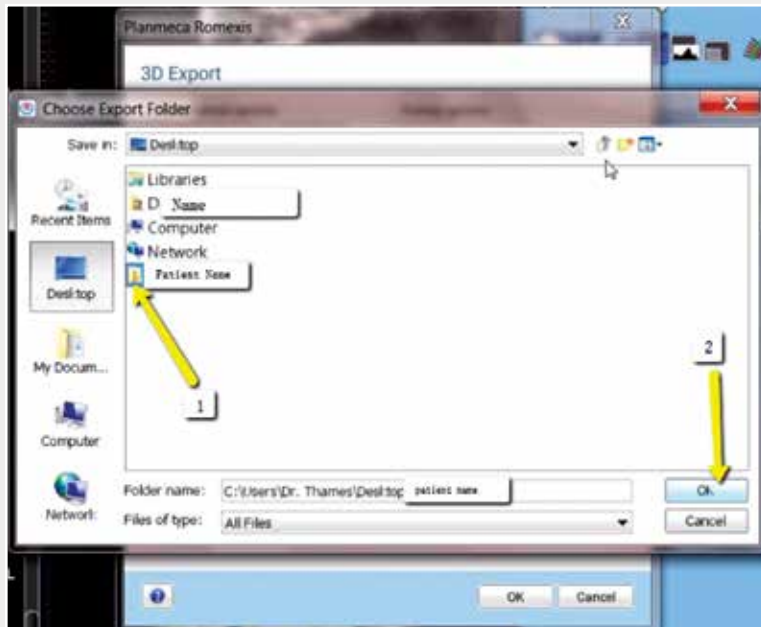 Planmeca Romexis
3D Export
Choose Export Folder
Save in: Desktop
Recent Items
Desktop
My Docum...
Computer
Network
Libraries
D Name
Computer
Network
Patient Name
1
2
Folder name: C:\Users\Dr. Thames\Desktop patient name
OK
Files of type: All Files
Cancel
OK
Cancel